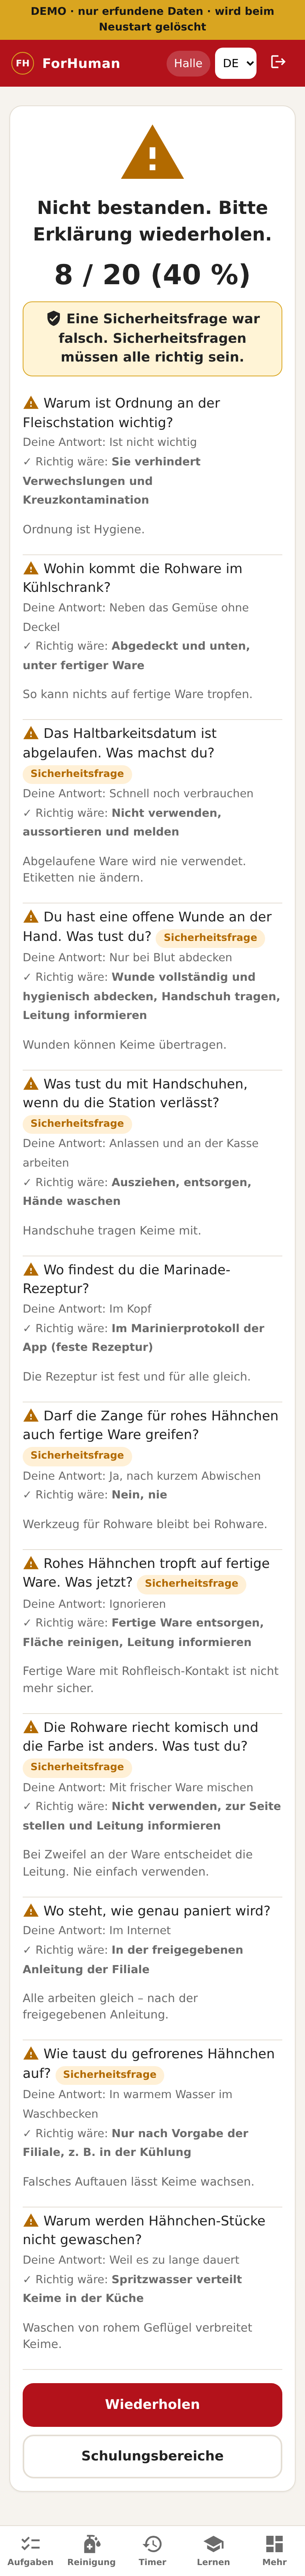 DEMO · nur erfundene Daten · wird beim
Neustart gelöscht
FH ForHuman Halle DE
Nicht bestanden. Bitte
Erklärung wiederholen.
8 / 20 (40 %)
Eine Sicherheitsfrage war
falsch. Sicherheitsfragen
müssen alle richtig sein.
Warum ist Ordnung an der
Fleischstation wichtig?
Deine Antwort: Ist nicht wichtig
✓ Richtig wäre: Sie verhindert
Verwechslungen und
Kreuzkontamination
Ordnung ist Hygiene.
Wohin kommt die Rohware im
Kühlschrank?
Deine Antwort: Neben das Gemüse ohne
Deckel
✓ Richtig wäre: Abgedeckt und unten,
unter fertiger Ware
So kann nichts auf fertige Ware tropfen.
Das Haltbarkeitsdatum ist
abgelaufen. Was machst du?
Sicherheitsfrage
Deine Antwort: Schnell noch verbrauchen
✓ Richtig wäre: Nicht verwenden,
aussortieren und melden
Abgelaufene Ware wird nie verwendet.
Etiketten nie ändern.
Du hast eine offene Wunde an der
Hand. Was tust du? Sicherheitsfrage
Deine Antwort: Nur bei Blut abdecken
✓ Richtig wäre: Wunde vollständig und
hygienisch abdecken, Handschuh tragen,
Leitung informieren
Wunden können Keime übertragen.
Was tust du mit Handschuhen,
wenn du die Station verlässt?
Sicherheitsfrage
Deine Antwort: Anlassen und an der Kasse
arbeiten
✓ Richtig wäre: Ausziehen, entsorgen,
Hände waschen
Handschuhe tragen Keime mit.
Wo findest du die Marinade-
Rezeptur?
Deine Antwort: Im Kopf
✓ Richtig wäre: Im Marinierprotokoll der
App (feste Rezeptur)
Die Rezeptur ist fest und für alle gleich.
Darf die Zange für rohes Hähnchen
auch fertige Ware greifen?
Sicherheitsfrage
Deine Antwort: Ja, nach kurzem Abwischen
✓ Richtig wäre: Nein, nie
Werkzeug für Rohware bleibt bei Rohware.
Rohes Hähnchen tropft auf fertige
Ware. Was jetzt? Sicherheitsfrage
Deine Antwort: Ignorieren
✓ Richtig wäre: Fertige Ware entsorgen,
Fläche reinigen, Leitung informieren
Fertige Ware mit Rohfleisch-Kontakt ist nicht
mehr sicher.
Die Rohware riecht komisch und
die Farbe ist anders. Was tust du?
Sicherheitsfrage
Deine Antwort: Mit frischer Ware mischen
✓ Richtig wäre: Nicht verwenden, zur Seite
stellen und Leitung informieren
Bei Zweifel an der Ware entscheidet die
Leitung. Nie einfach verwenden.
Wo steht, wie genau paniert wird?
Deine Antwort: Im Internet
✓ Richtig wäre: In der freigegebenen
Anleitung der Filiale
Alle arbeiten gleich – nach der
freigegebenen Anleitung.
Wie taust du gefrorenes Hähnchen
auf? Sicherheitsfrage
Deine Antwort: In warmem Wasser im
Waschbecken
✓ Richtig wäre: Nur nach Vorgabe der
Filiale, z. B. in der Kühlung
Falsches Auftauen lässt Keime wachsen.
Warum werden Hähnchen-Stücke
nicht gewaschen?
Deine Antwort: Weil es zu lange dauert
✓ Richtig wäre: Spritzwasser verteilt
Keime in der Küche
Waschen von rohem Geflügel verbreitet
Keime.
Wiederholen
Schulungsbereiche
Aufgaben Reinigung Timer Lernen Mehr